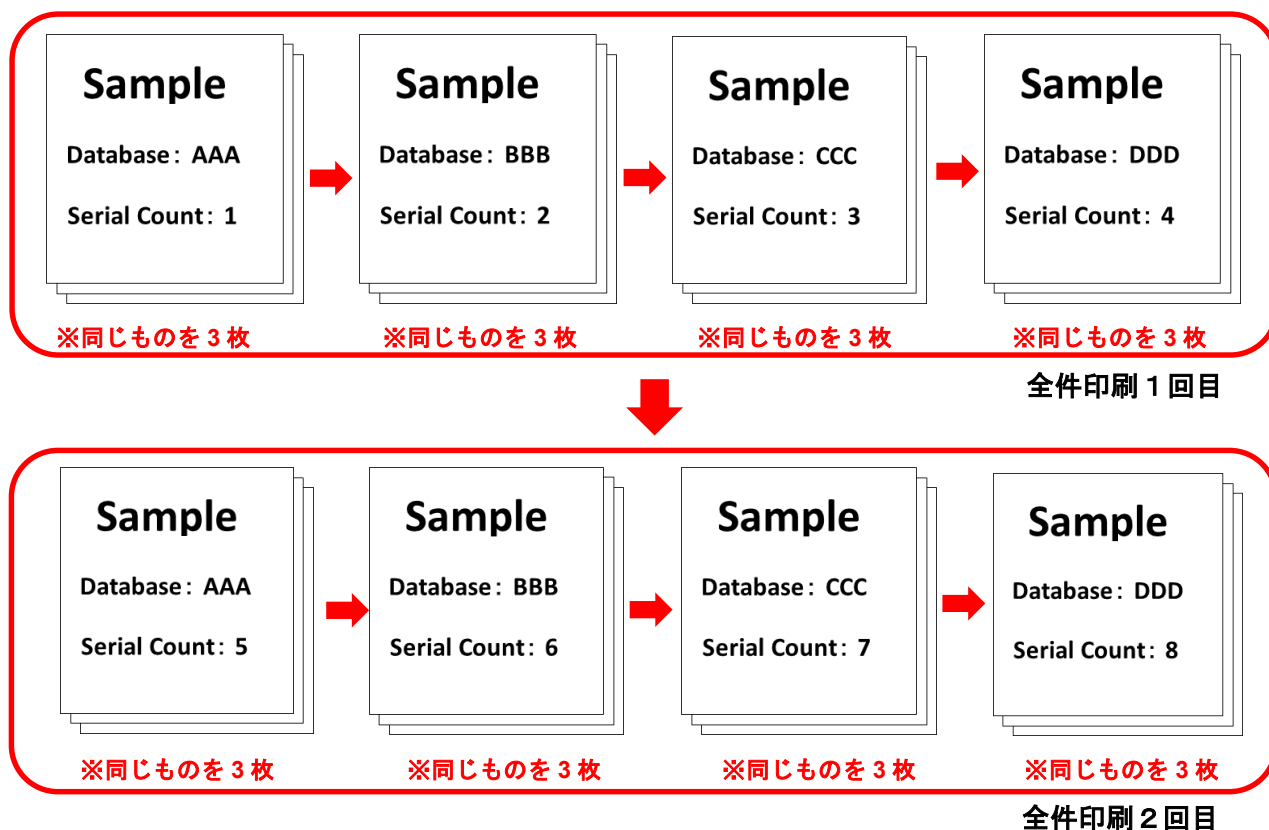 Sample
Database: AAA
Serial Count: 1
※同じものを3枚
Sample
Database: BBB
Serial Count: 2
※同じものを3枚
Sample
Database: CCC
Serial Count: 3
※同じものを3枚
Sample
Database: DDD
Serial Count: 4
※同じものを3枚
全件印刷1回目
Sample
Database: AAA
Serial Count: 5
※同じものを3枚
Sample
Database: BBB
Serial Count: 6
※同じものを3枚
Sample
Database: CCC
Serial Count: 7
※同じものを3枚
Sample
Database: DDD
Serial Count: 8
※同じものを3枚
全件印刷2回目